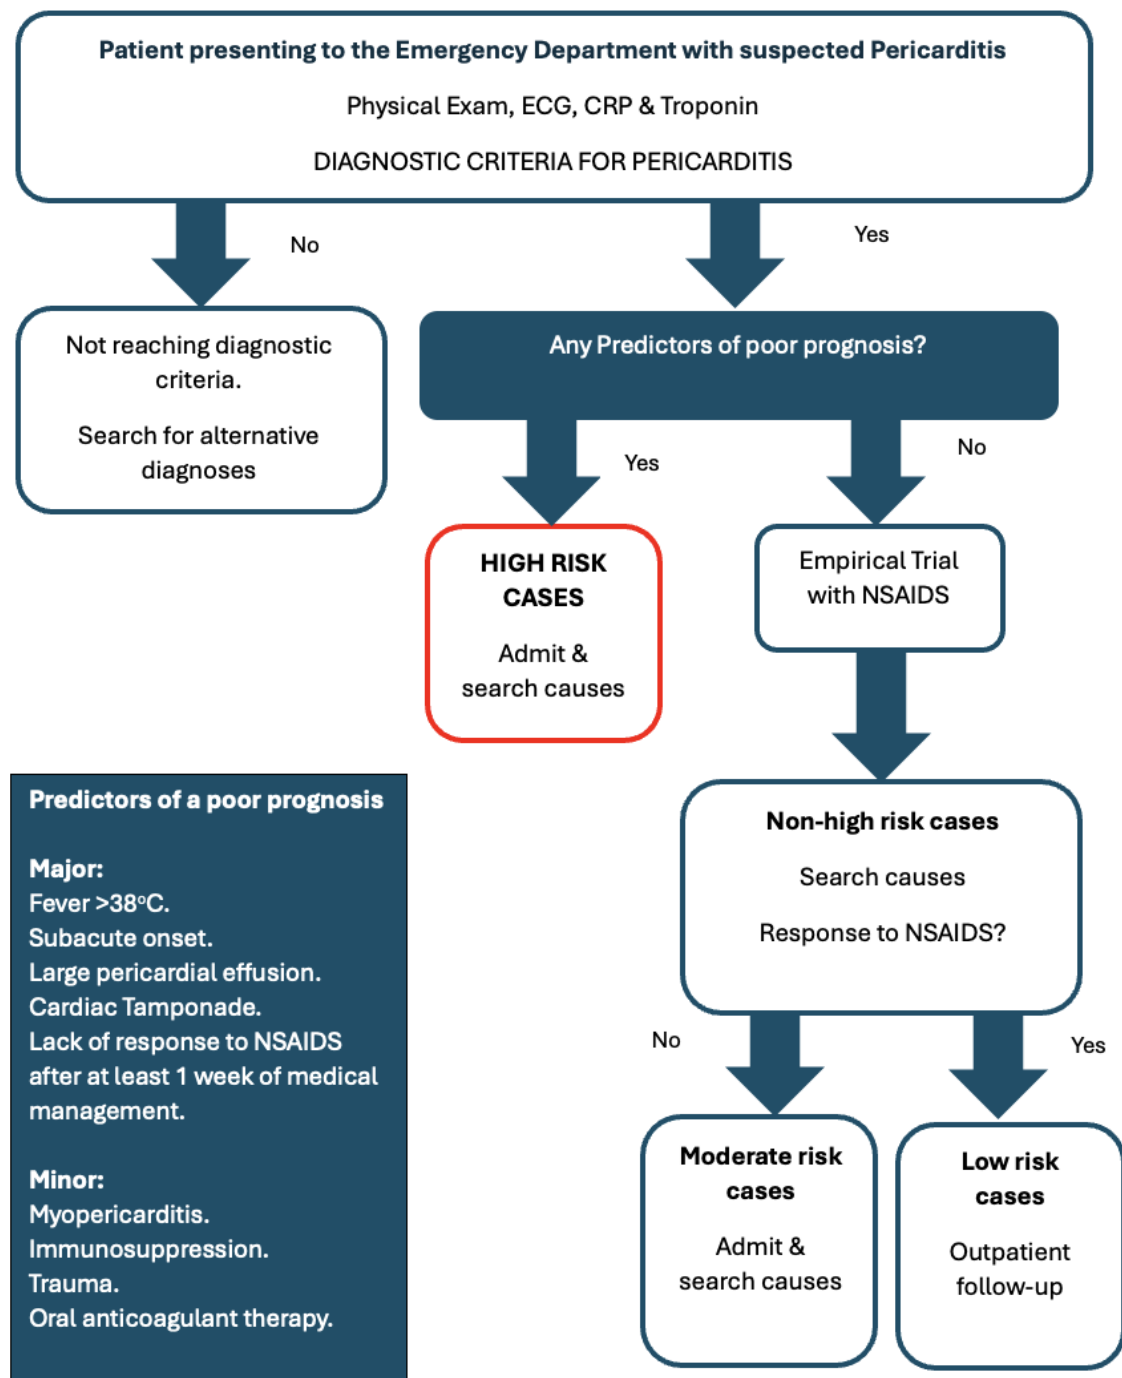 Patient presenting to the Emergency Department with suspected Pericarditis
Physical Exam, ECG, CRP & Troponin
DIAGNOSTIC CRITERIA FOR PERICARDITIS
No
Yes
Not reaching diagnostic
criteria.
Search for alternative
diagnoses
Any Predictors of poor prognosis?
Yes
No
HIGH RISK
CASES
Admit &
search causes
Empirical Trial
with NSAIDS
Non-high risk cases
Search causes
Response to NSAIDS?
No
Yes
Moderate risk
cases
Admit &
search causes
Low risk
cases
Outpatient
follow-up
Predictors of a poor prognosis
Major:
Fever >38°C.
Subacute onset.
Large pericardial effusion.
Cardiac Tamponade.
Lack of response to NSAIDS
after at least 1 week of medical
management.
Minor:
Myopericarditis.
Immunosuppression.
Trauma.
Oral anticoagulant therapy.